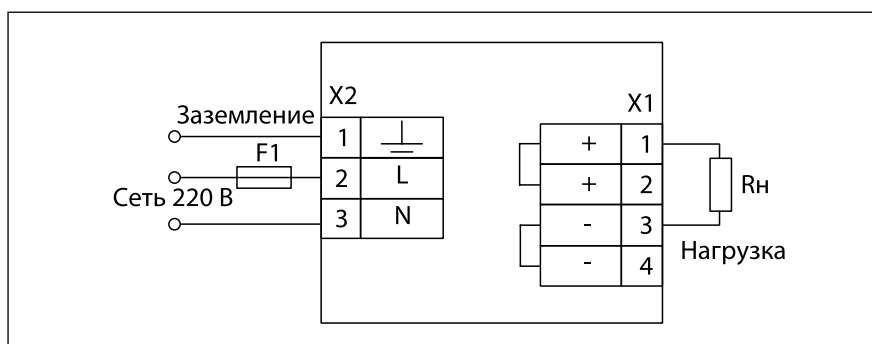 X2
X1
Заземление
1
F1
2 L
Сеть 220 В
3 N
+ 1
+ 2
- 3
- 4
Rн
Нагрузка